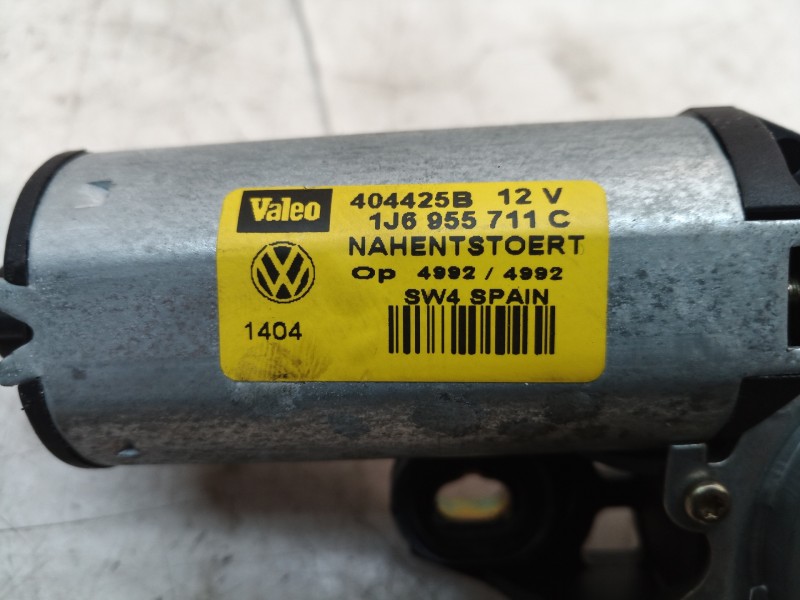 Valeo 404425B 12 V
1J6 955 711 C
NAHENTSTOERT
Op 4992 / 4992
SW4 SPAIN
1404